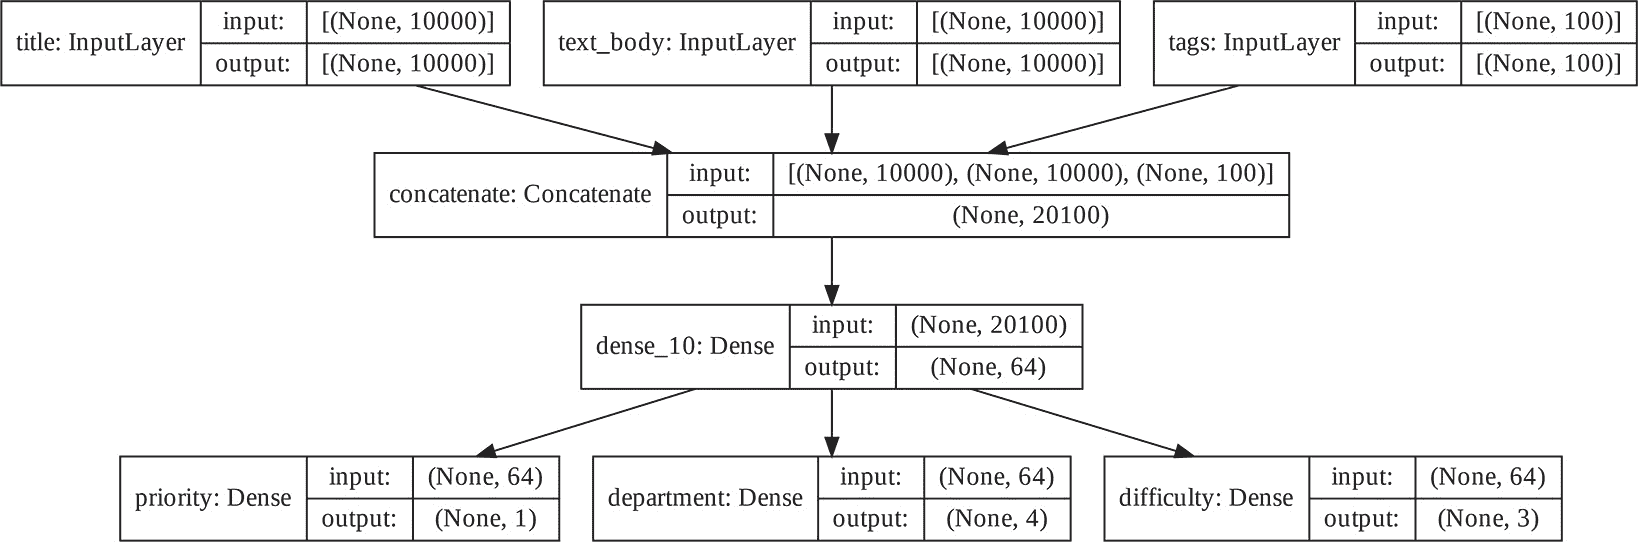 title: InputLayer
input:
[(None, 10000)]
output:
[(None, 10000)]
text_body: InputLayer
input:
[(None, 10000)]
output:
[(None, 10000)]
tags: InputLayer
input:
[(None, 100)]
output:
[(None, 100)]
concatenate: Concatenate
input:
[(None, 10000), (None, 10000), (None, 100)]
output:
(None, 20100)
dense_10: Dense
input:
(None, 20100)
output:
(None, 64)
priority: Dense
input:
(None, 64)
output:
(None, 1)
department: Dense
input:
(None, 64)
output:
(None, 4)
difficulty: Dense
input:
(None, 64)
output:
(None, 3)